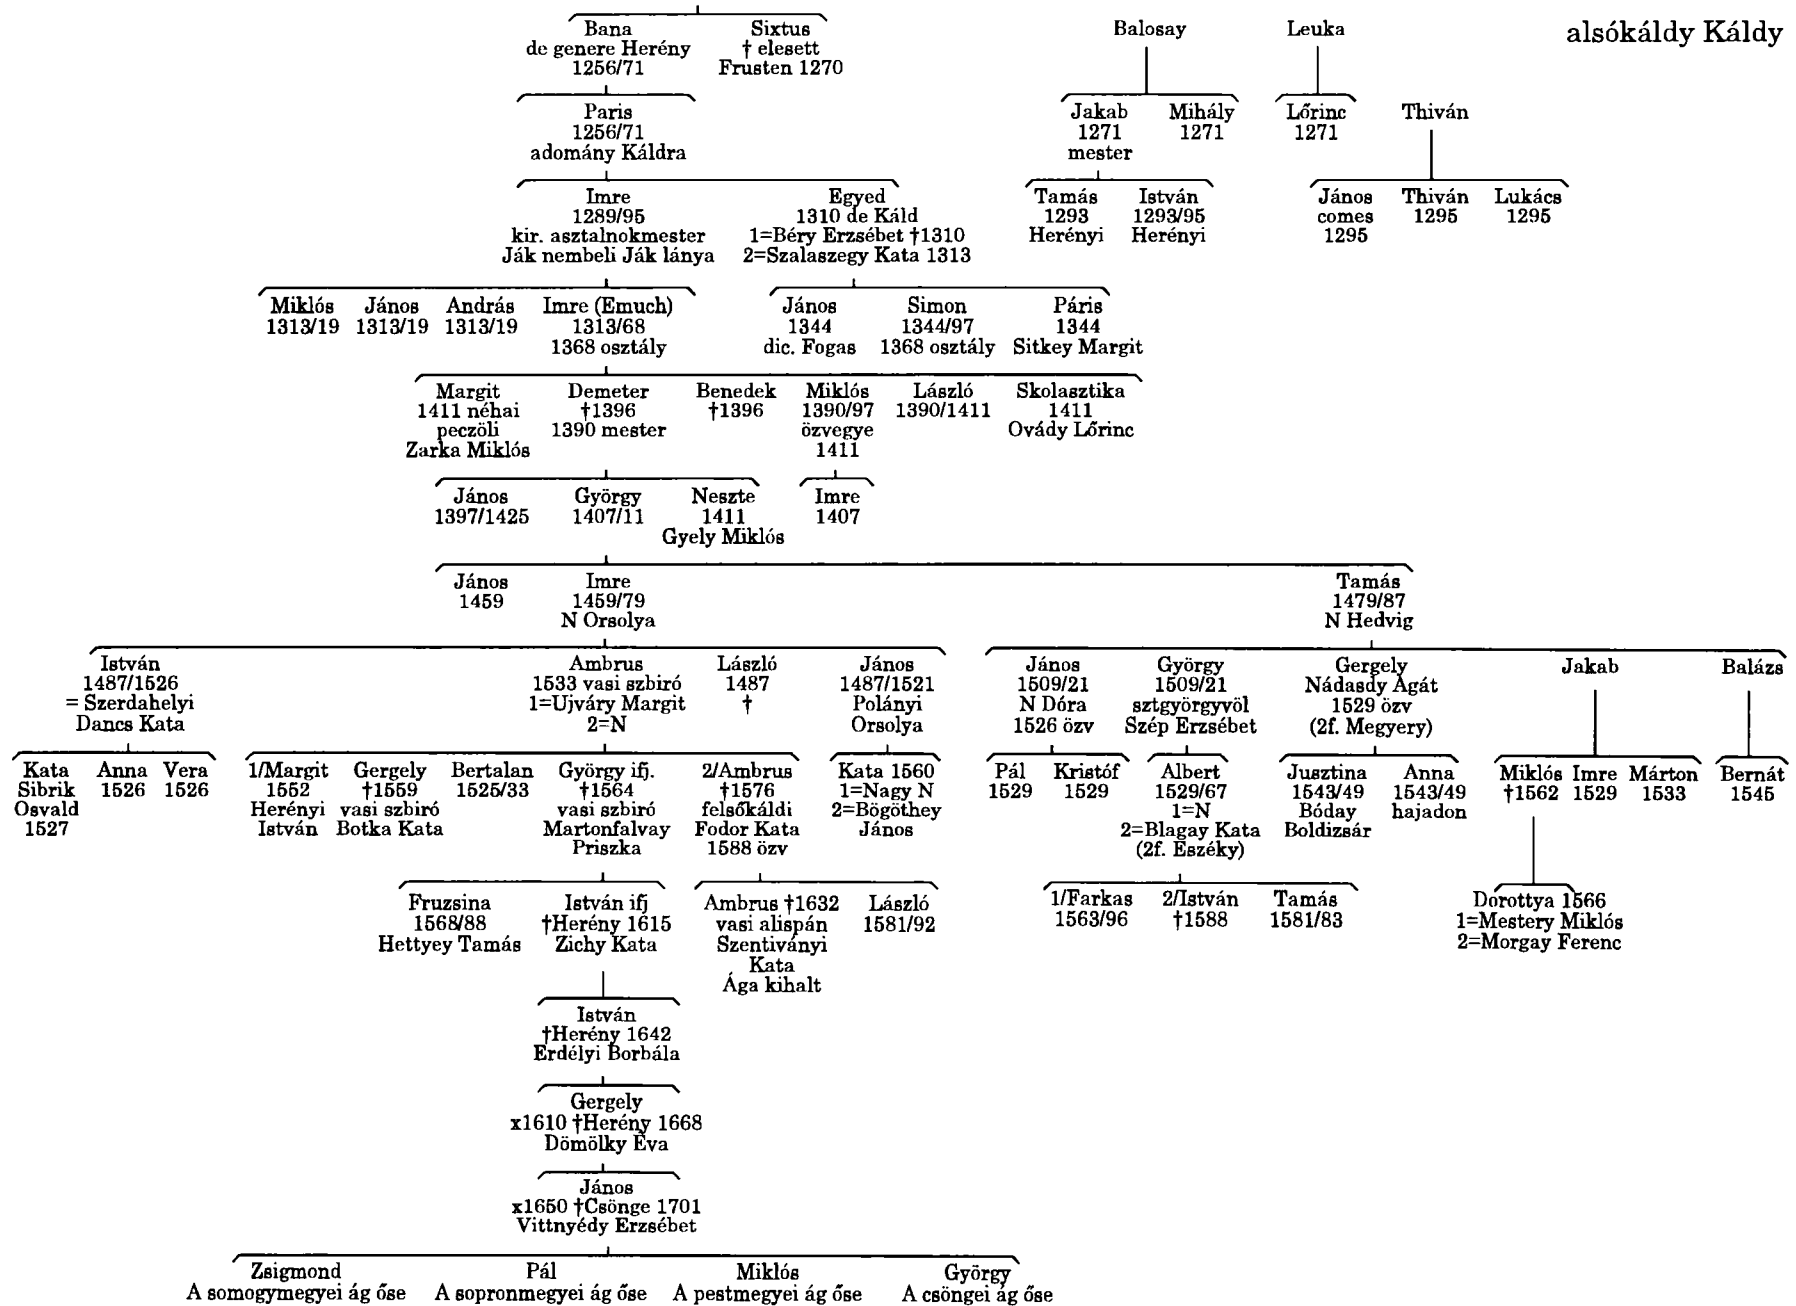 alsókáldy Káldy
Bana
de genere Herény
1256/71
Sixtus
† elesett
Frusten 1270
Balosay
Leuka
Paris
1256/71
adomány Káldra
Jakab
1271
mester
Mihály
1271
Lőrinc
1271
Thiván
Imre
1289/95
kir. asztalnokmester
Ják nembeli Ják lánya
Egyed
1310 de Káld
1=Béry Erzsébet †1310
2=Szalaszegy Kata 1313
Tamás
1293
Herényi
István
1293/95
Herényi
János
comes
1295
Thiván
1295
Lukács
1295
Miklós
1313/19
János
1313/19
András
1313/19
Imre (Emuch)
1313/68
1368 osztály
János
1344
dic. Fogas
Simon
1344/97
1368 osztály
Páris
1344
Sitkey Margit
Margit
1411 néhai
peczöli
Zarka Miklós
Demeter
†1396
1390 mester
Benedek
†1396
Miklós
1390/97
özvegye
1411
László
1390/1411
Skolasztika
1411
Ovády Lőrinc
János
1397/1425
György
1407/11
Neszte
1411
Gyely Miklós
Imre
1407
János
1459
Imre
1459/79
N Orsolya
Tamás
1479/87
N Hedvig
István
1487/1526
= Szerdahelyi
Dancs Kata
Ambrus
1533 vasi szbiró
1=Ujváry Margit
2=N
László
1487
†
János
1487/1521
Polányi
Orsolya
János
1509/21
N Dóra
1526 özv
György
1509/21
sztgyörgyvöl
Szép Erzsébet
Gergely
Nádasdy Agát
1529 özv
(2f. Megyery)
Jakab
Balázs
Kata
Sibrik
Osvald
1527
Anna
1526
Vera
1526
1/Margit
1552
Herényi
István
Gergely
†1559
vasi szbiró
Botka Kata
Bertalan
1525/33
György ifj.
†1564
vasi szbiró
Martonfalvay
Priszka
2/Ambrus
†1576
felsőkáldi
Fodor Kata
1588 özv
Kata 1560
1=Nagy N
2=Bögöthey
János
Pál
1529
Kristóf
1529
Albert
1529/67
1=N
2=Blagay Kata
(2f. Eszéky)
Jusztina
1543/49
Bóday
Boldizsár
Anna
1543/49
hajadon
Miklós
†1562
Imre
1529
Márton
1533
Bernát
1545
Fruzsina
1568/88
Hettyey Tamás
István ifj
†Herény 1615
Zichy Kata
Ambrus †1632
vasi alispán
Szentiványi
Kata
Ága kihalt
László
1581/92
1/Farkas
1563/96
2/István
†1588
Tamás
1581/83
Dorottya 1566
1=Mestery Miklós
2=Morgay Ferenc
István
†Herény 1642
Erdélyi Borbála
Gergely
x1610 †Herény 1668
Dömölky Éva
János
x1650 †Csönge 1701
Vittnyédy Erzsébet
Zsigmond
A somogymegyei ág őse
Pál
A sopronmegyei ág őse
Miklós
A pestmegyei ág őse
György
A csöngei ág őse